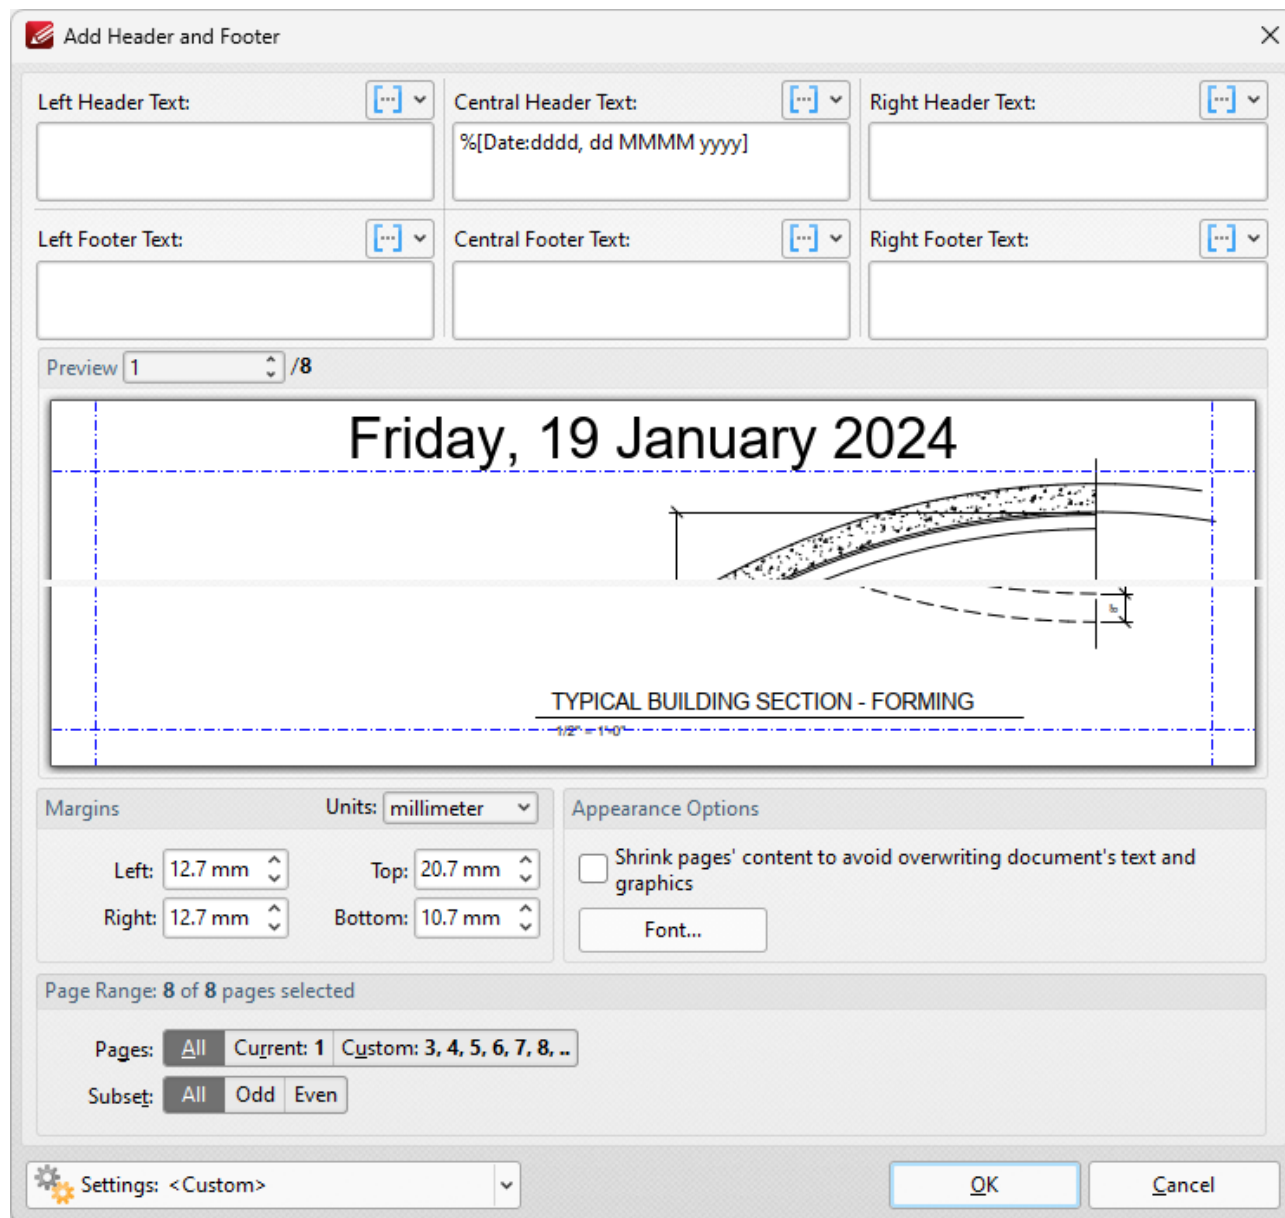 Add Header and Footer
Left Header Text:
Central Header Text:
Right Header Text:
%[Date:dddd, dd MMMM yyyy]
Left Footer Text:
Central Footer Text:
Right Footer Text:
Preview 1 /8
Friday, 19 January 2024
6"
TYPICAL BUILDING SECTION - FORMING
1/2" = 1'-0"
Margins
Units: millimeter
Appearance Options
Left: 12.7 mm
Top: 20.7 mm
Shrink pages' content to avoid overwriting document's text and
graphics
Right: 12.7 mm
Bottom: 10.7 mm
Font...
Page Range: 8 of 8 pages selected
Pages: All Current: 1 Custom: 3, 4, 5, 6, 7, 8, ..
Subset: All Odd Even
Settings: <Custom>
OK
Cancel